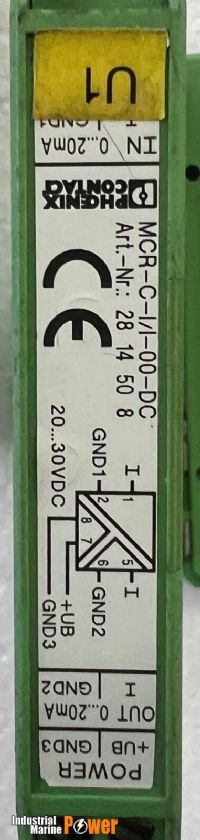 U1
IN 0...20mA
GND1
PHOENIX
CONTACT
MCR-C-I/I-00-DC
Art.-Nr.: 28 14 50 8
CE
I
1
GND1
2
5
I
6
GND2
8
7
20...30VDC
+UB
GND3
OUT 0...20mA
I GND2
POWER
+UB GND3
Industrial
Marine Power